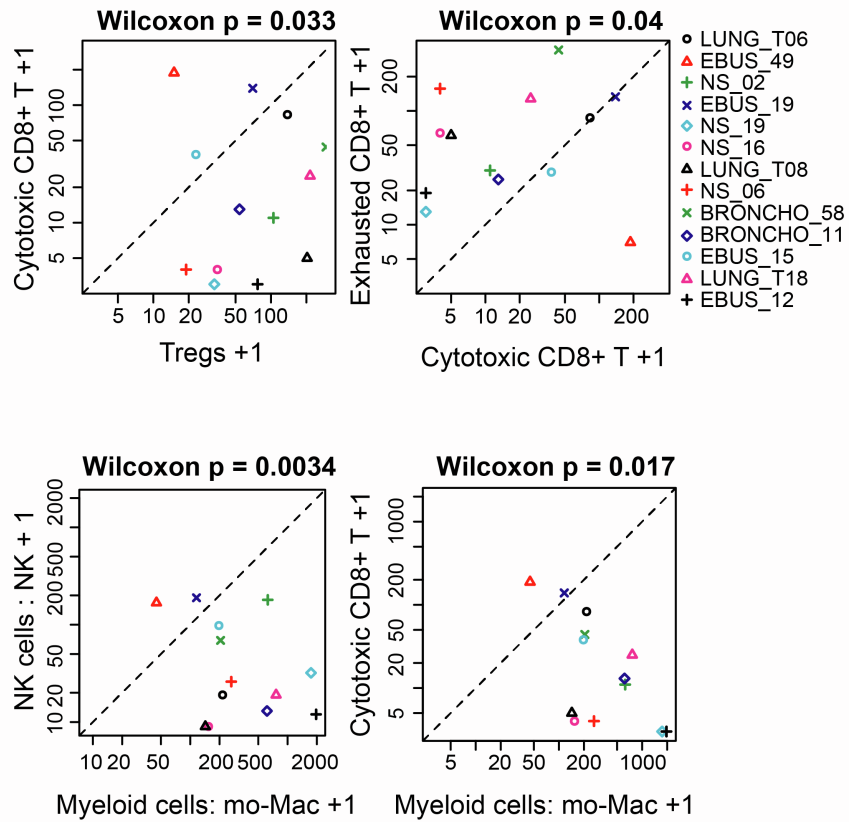 Wilcoxon p = 0.033
Cytotoxic CD8+ T +1
5 10 20 50 100
5 10 20 50 100
Tregs +1
Wilcoxon p = 0.04
Exhausted CD8+ T +1
5 10 20 50 200
5 10 20 50 200
Cytotoxic CD8+ T +1
LUNG_T06
EBUS_49
NS_02
EBUS_19
NS_19
NS_16
LUNG_T08
NS_06
BRONCHO_58
BRONCHO_11
EBUS_15
LUNG_T18
EBUS_12
Wilcoxon p = 0.0034
NK cells : NK + 1
10 20 50 200 500 2000
10 20 50 200 500 2000
Myeloid cells: mo-Mac +1
Wilcoxon p = 0.017
Cytotoxic CD8+ T +1
5 20 50 200 1000
5 20 50 200 1000
Myeloid cells: mo-Mac +1